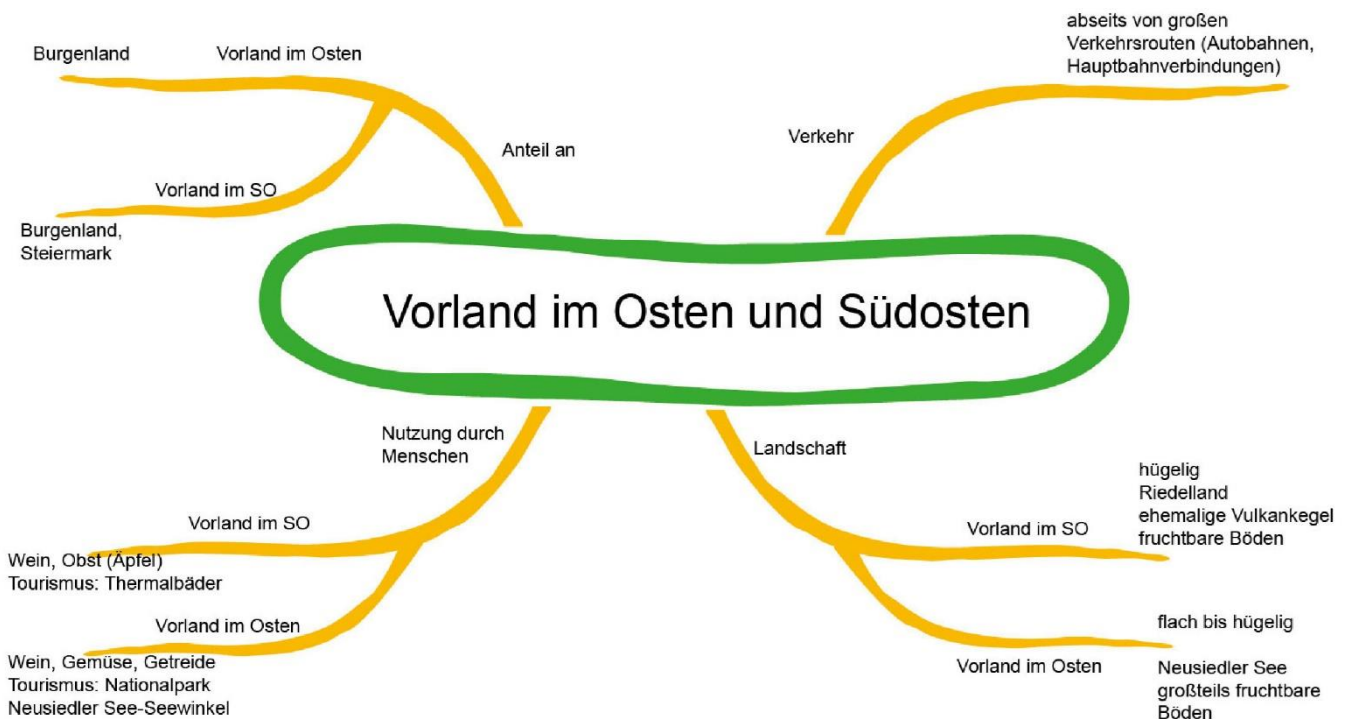 Burgenland
Vorland im Osten
Anteil an
Vorland im SO
Burgenland,
Steiermark
abseits von großen
Verkehrsrouten (Autobahnen,
Hauptbahnverbindungen)
Verkehr
Vorland im Osten und Südosten
Nutzung durch
Menschen
Vorland im SO
Wein, Obst (Äpfel)
Tourismus: Thermalbäder
Vorland im Osten
Wein, Gemüse, Getreide
Tourismus: Nationalpark
Neusiedler See-Seewinkel
Landschaft
Vorland im SO
hügelig
Riedelland
ehemalige Vulkankegel
fruchtbare Böden
Vorland im Osten
flach bis hügelig
Neusiedler See
großteils fruchtbare
Böden